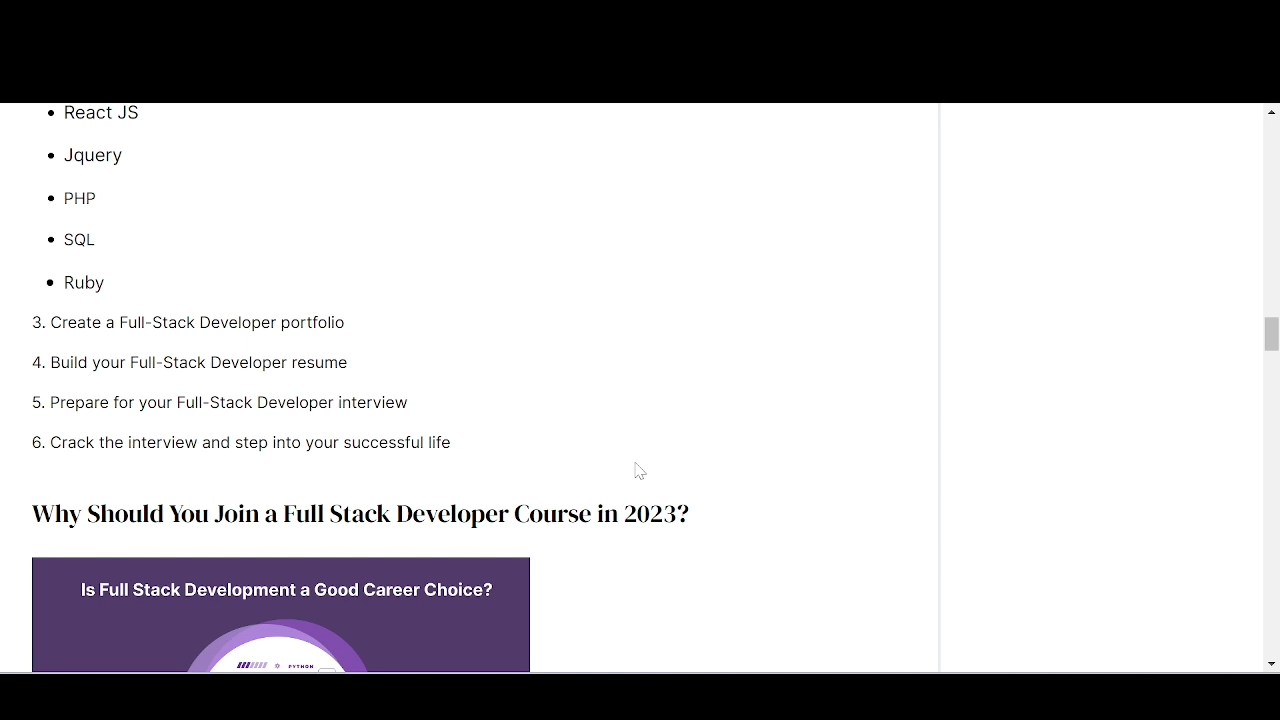 • React JS
• Jquery
• PHP
• SQL
• Ruby
3. Create a Full-Stack Developer portfolio
4. Build your Full-Stack Developer resume
5. Prepare for your Full-Stack Developer interview
6. Crack the interview and step into your successful life
Why Should You Join a Full Stack Developer Course in 2023?
Is Full Stack Development a Good Career Choice?
PYTHON